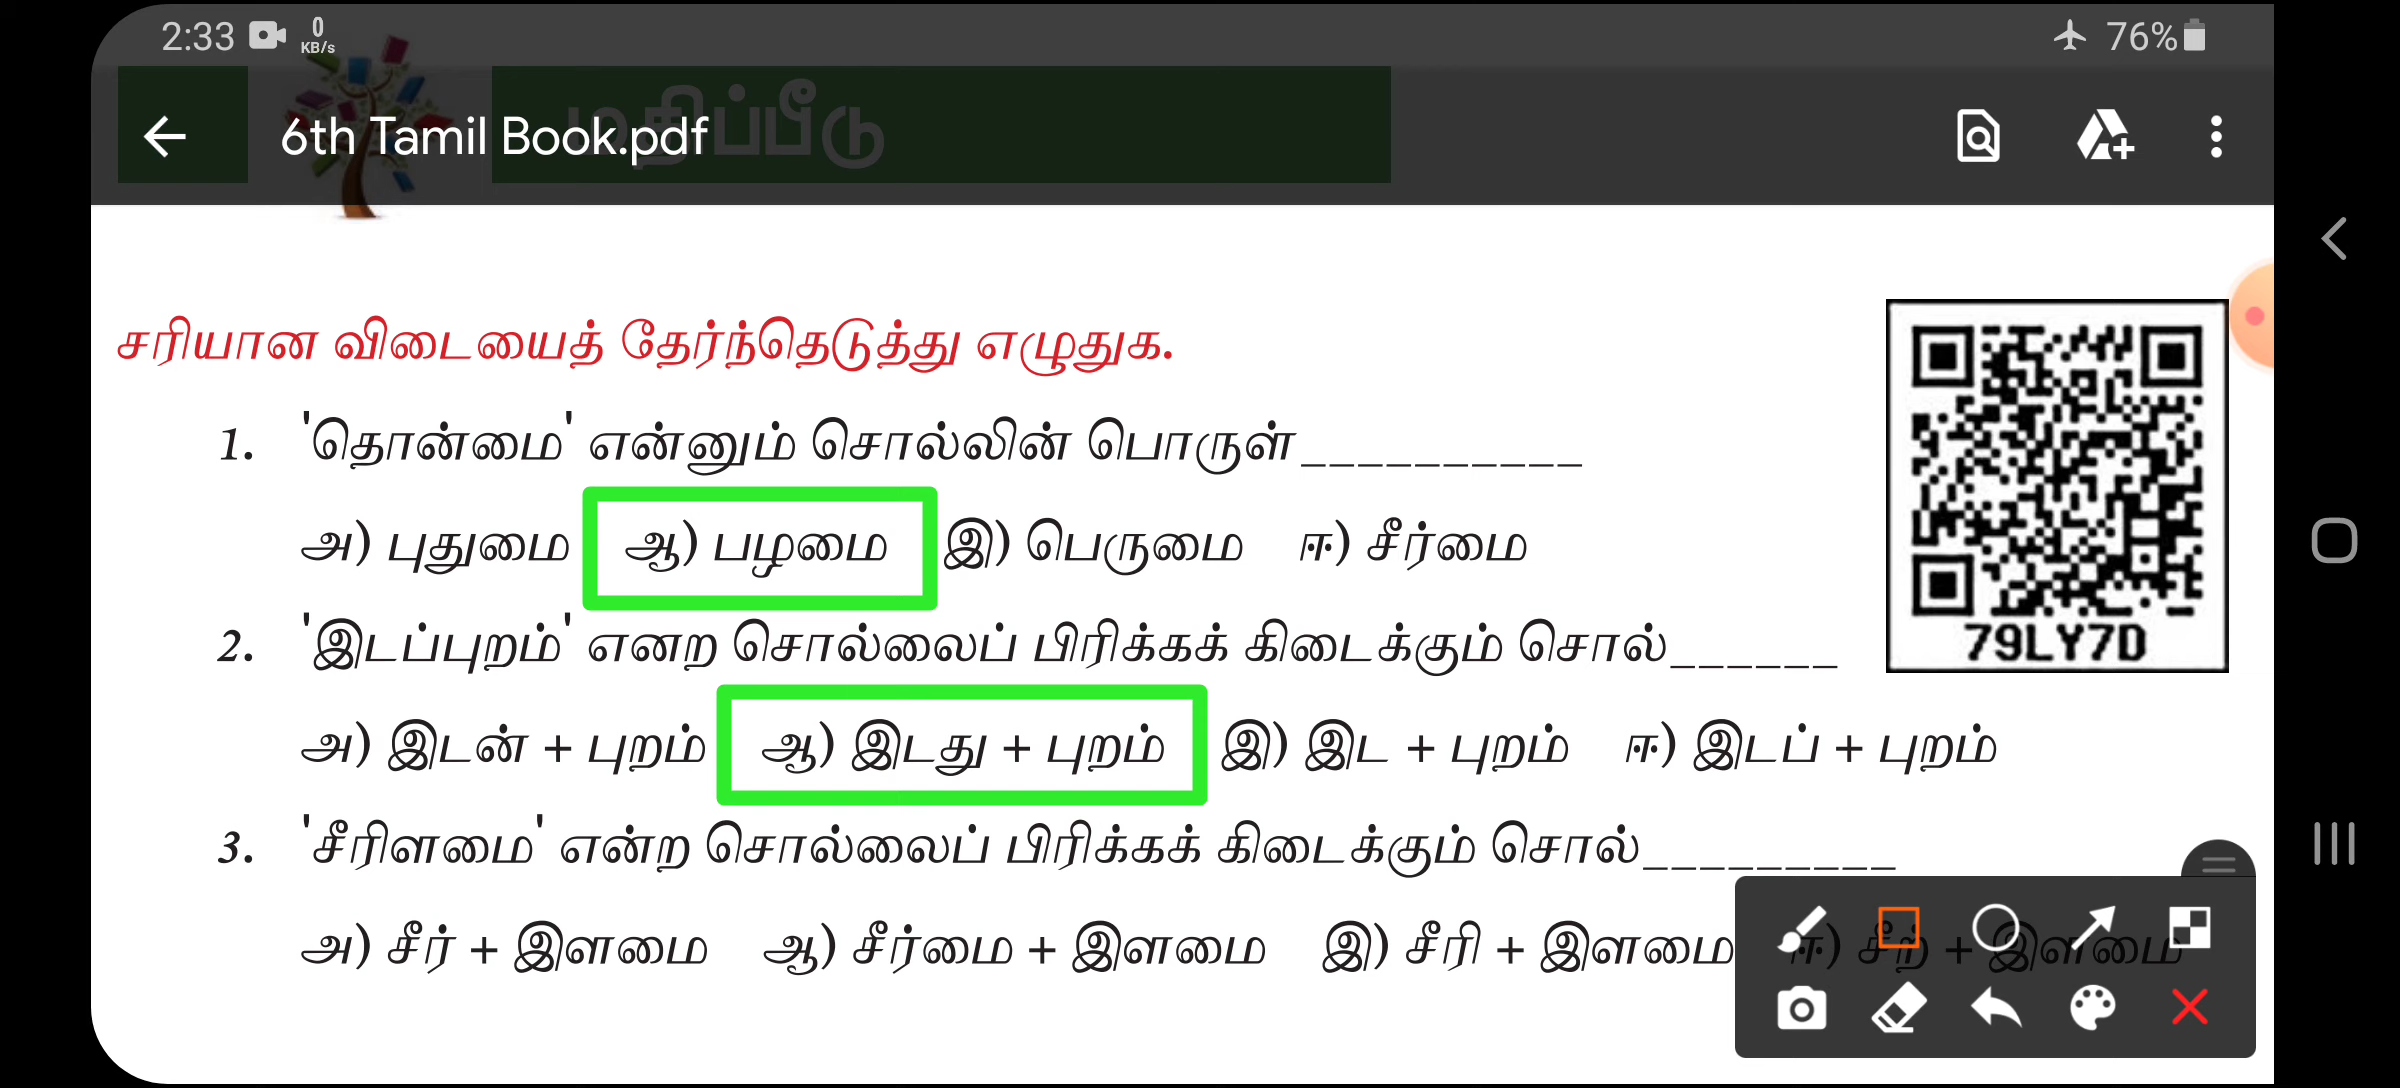 2:33 0 KB/s 76%
மதிப்பீடு
6th Tamil Book.pdf
சரியான விடையைத் தேர்ந்தெடுத்து எழுதுக.
1. 'தொன்மை' என்னும் சொல்லின் பொருள்__________
அ) புதுமை ஆ) பழமை இ) பெருமை ஈ) சீர்மை
2. 'இடப்புறம்' எனற சொல்லைப் பிரிக்கக் கிடைக்கும் சொல்______
அ) இடன் + புறம் ஆ) இடது + புறம் இ) இட + புறம் ஈ) இடப் + புறம்
79LY7D
3. 'சீரிளமை' என்ற சொல்லைப் பிரிக்கக் கிடைக்கும் சொல்_________
அ) சீர் + இளமை ஆ) சீர்மை + இளமை இ) சீரி + இளமை ஈ) சீற் + இளமை